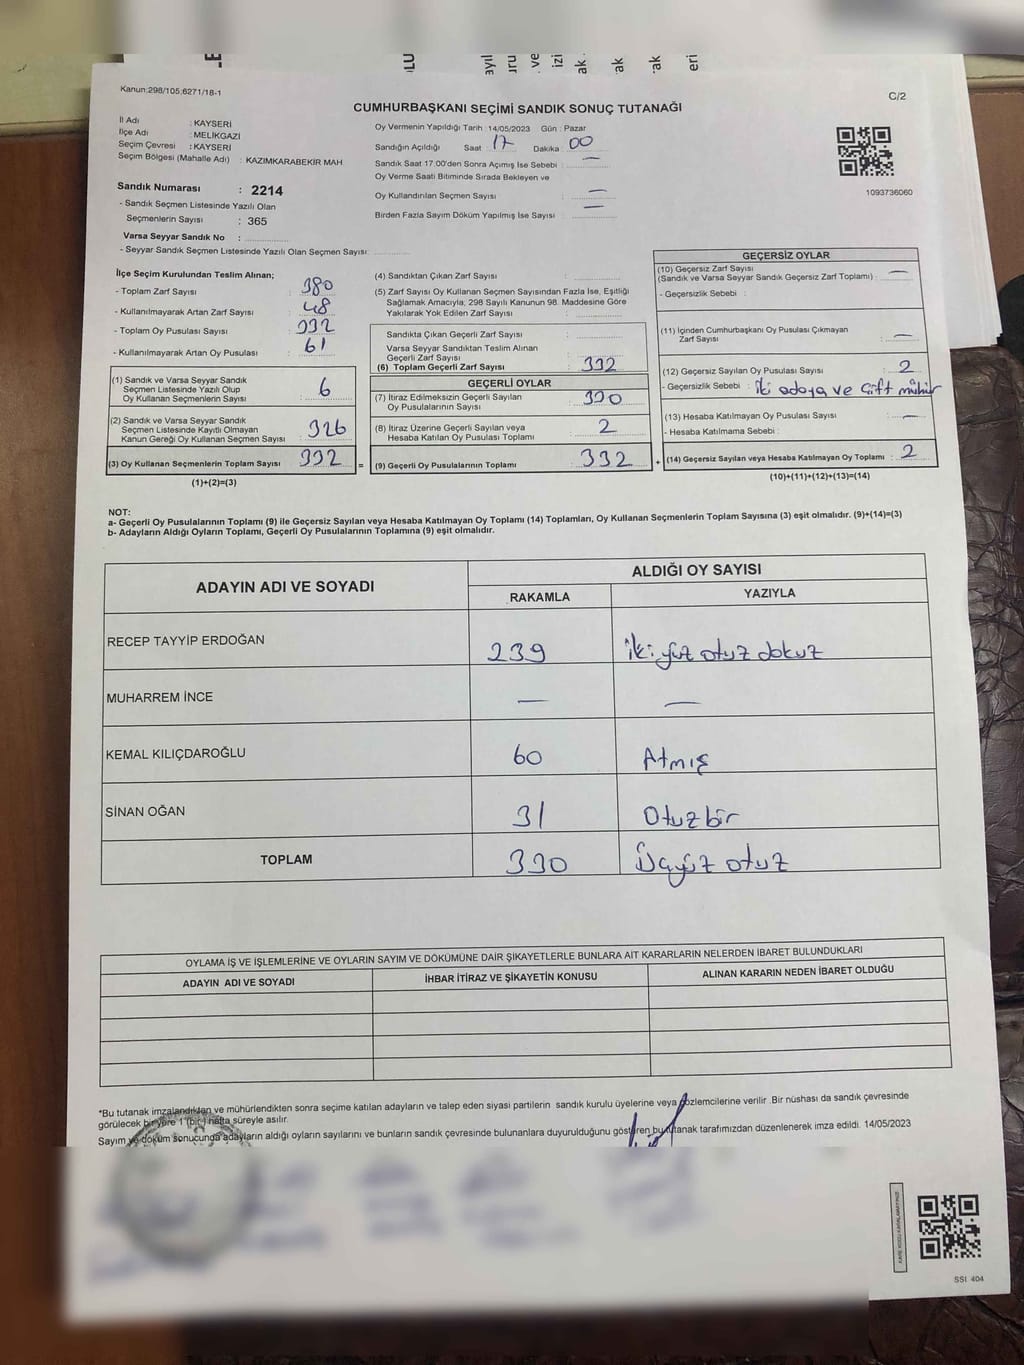 Kanun:298/105;6271/18-1
C/2
CUMHURBAŞKANI SEÇİMİ SANDIK SONUÇ TUTANAĞI
İl Adı : KAYSERİ
İlçe Adı : MELİKGAZİ
Seçim Çevresi : KAYSERİ
Seçim Bölgesi (Mahalle Adı) : KAZIMKARABEKİR MAH
Sandık Numarası : 2214
- Sandık Seçmen Listesinde Yazılı Olan
Seçmenlerin Sayısı : 365
Varsa Seyyar Sandık No :
- Seyyar Sandık Seçmen Listesinde Yazılı Olan Seçmen Sayısı:
Oy Vermenin Yapıldığı Tarih : 14/05/2023 Gün : Pazar
Sandığın Açıldığı Saat : 17 Dakika : 00
Sandık Saat 17.00'den Sonra Açımış İse Sebebi : —
Oy Verme Saati Bitiminde Sırada Bekleyen ve
Oy Kullandırılan Seçmen Sayısı : —
Birden Fazla Sayım Döküm Yapılmış İse Sayısı : —
1093736060
İlçe Seçim Kurulundan Teslim Alınan;
- Toplam Zarf Sayısı : 380
- Kullanılmayarak Artan Zarf Sayısı : 48
- Toplam Oy Pusulası Sayısı : 392
- Kullanılmayarak Artan Oy Pusulası : 61
(1) Sandık ve Varsa Seyyar Sandık
Seçmen Listesinde Yazılı Olup
Oy Kullanan Seçmenlerin Sayısı : 6
(2) Sandık ve Varsa Seyyar Sandık
Seçmen Listesinde Kayıtlı Olmayan
Kanun Gereği Oy Kullanan Seçmen Sayısı : 326
(3) Oy Kullanan Seçmenlerin Toplam Sayısı : 332 =
(1)+(2)=(3)
(4) Sandıktan Çıkan Zarf Sayısı :
(5) Zarf Sayısı Oy Kullanan Seçmen Sayısından Fazla İse, Eşitliği
Sağlamak Amacıyla; 298 Sayılı Kanunun 98. Maddesine Göre
Yakılarak Yok Edilen Zarf Sayısı :
Sandıkta Çıkan Geçerli Zarf Sayısı :
Varsa Seyyar Sandıktan Teslim Alınan
Geçerli Zarf Sayısı :
(6) Toplam Geçerli Zarf Sayısı : 332
GEÇERLİ OYLAR
(7) İtiraz Edilmeksizin Geçerli Sayılan
Oy Pusulalarının Sayısı : 330
(8) İtiraz Üzerine Geçerli Sayılan veya
Hesaba Katılan Oy Pusulası Toplamı : 2
(9) Geçerli Oy Pusulalarının Toplamı : 332 +
GEÇERSİZ OYLAR
(10) Geçersiz Zarf Sayısı
(Sandık ve Varsa Seyyar Sandık Geçersiz Zarf Toplamı) : —
- Geçersizlik Sebebi :
(11) İçinden Cumhurbaşkanı Oy Pusulası Çıkmayan
Zarf Sayısı : —
(12) Geçersiz Sayılan Oy Pusulası Sayısı : 2
- Geçersizlik Sebebi : iki adaya ve çift mühür
(13) Hesaba Katılmayan Oy Pusulası Sayısı : —
- Hesaba Katılmama Sebebi :
(14) Geçersiz Sayılan veya Hesaba Katılmayan Oy Toplamı : 2
(10)+(11)+(12)+(13)=(14)
NOT:
a- Geçerli Oy Pusulalarının Toplamı (9) ile Geçersiz Sayılan veya Hesaba Katılmayan Oy Toplamı (14) Toplamları, Oy Kullanan Seçmenlerin Toplam Sayısına (3) eşit olmalıdır. (9)+(14)=(3)
b- Adayların Aldığı Oyların Toplamı, Geçerli Oy Pusulalarının Toplamına (9) eşit olmalıdır.
ADAYIN ADI VE SOYADI
ALDIĞI OY SAYISI
RAKAMLA YAZIYLA
RECEP TAYYİP ERDOĞAN 239 iki yüz otuz dokuz
MUHARREM İNCE — —
KEMAL KILIÇDAROĞLU 60 Atmış
SİNAN OĞAN 31 Otuzbir
TOPLAM 330 Üçyüz otuz
OYLAMA İŞ VE İŞLEMLERİNE VE OYLARIN SAYIM VE DÖKÜMÜNE DAİR ŞİKAYETLERLE BUNLARA AİT KARARLARIN NELERDEN İBARET BULUNDUKLARI
ADAYIN ADI VE SOYADI İHBAR İTİRAZ VE ŞİKAYETİN KONUSU ALINAN KARARIN NEDEN İBARET OLDUĞU
*Bu tutanak imzalandıktan ve mühürlendikten sonra seçime katılan adayların ve talep eden siyasi partilerin sandık kurulu üyelerine veya gözlemcilerine verilir .Bir nüshası da sandık çevresinde
görülecek bir yere 1 (bir) hafta süreyle asılır.
Sayım ve döküm sonucunda adayların aldığı oyların sayılarını ve bunların sandık çevresinde bulunanlara duyurulduğunu gösteren bu tutanak tarafımızdan düzenlenerek imza edildi. 14/05/2023
SSİ 404